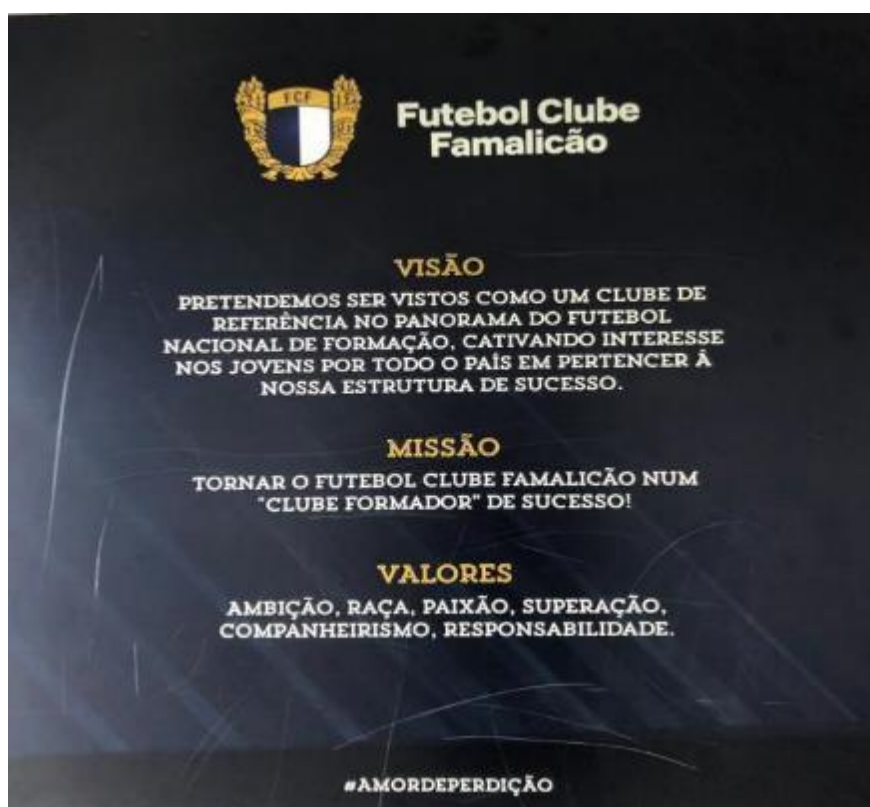 FCF
Futebol Clube
Famalicão
VISÃO
PRETENDEMOS SER VISTOS COMO UM CLUBE DE
REFERÊNCIA NO PANORAMA DO FUTEBOL
NACIONAL DE FORMAÇÃO, CATIVANDO INTERESSE
NOS JOVENS POR TODO O PAÍS EM PERTENCER À
NOSSA ESTRUTURA DE SUCESSO.
MISSÃO
TORNAR O FUTEBOL CLUBE FAMALICÃO NUM
"CLUBE FORMADOR" DE SUCESSO!
VALORES
AMBIÇÃO, RAÇA, PAIXÃO, SUPERAÇÃO,
COMPANHEIRISMO, RESPONSABILIDADE.
#AMORDEPERDIÇÃO